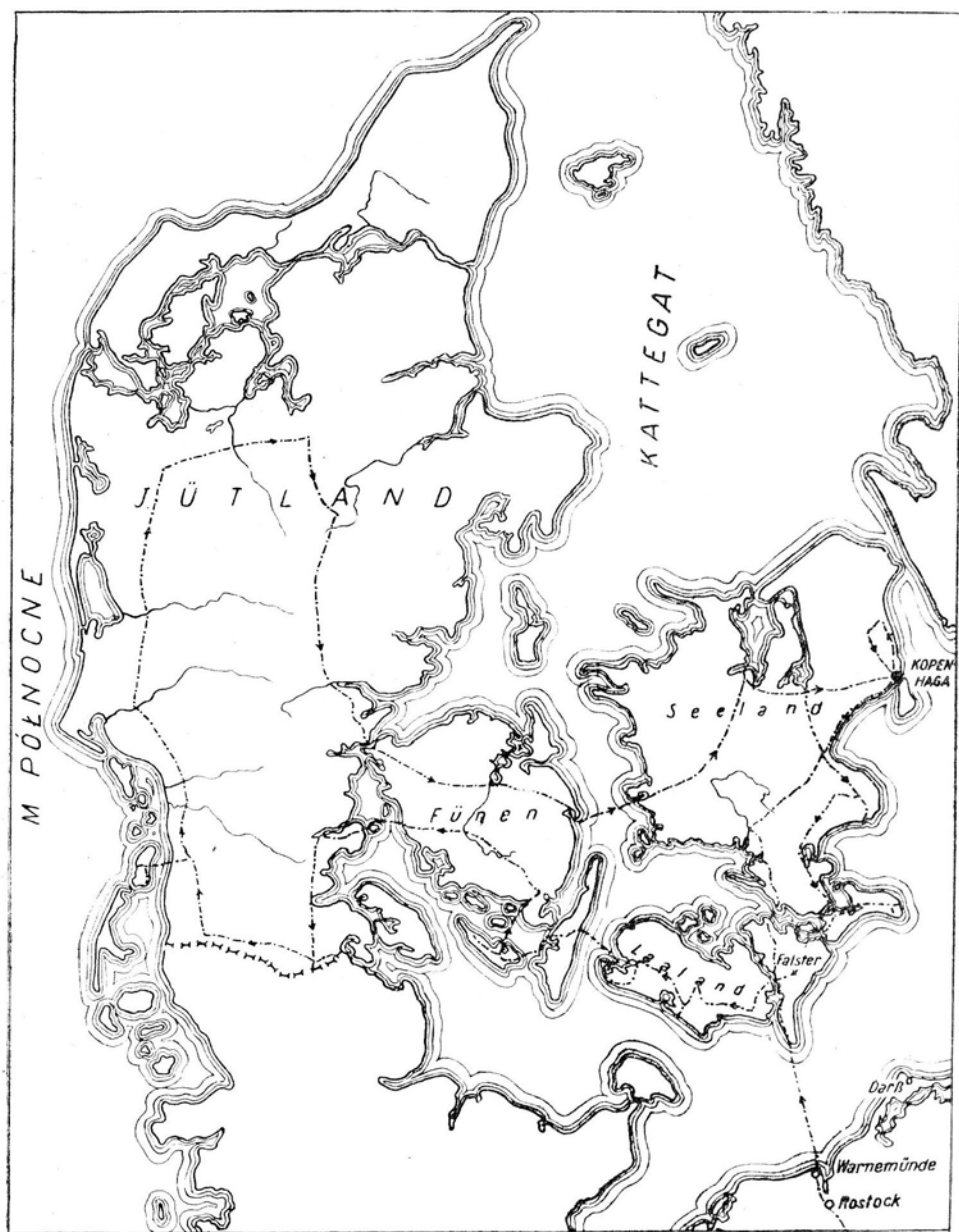 KATTEGAT
JÜTLAND
M PÓŁNOCNE
KOPEN-
HAGA
Seeland
Fünen
Laaland
Falster
Darß
Warnemünde
Rostock